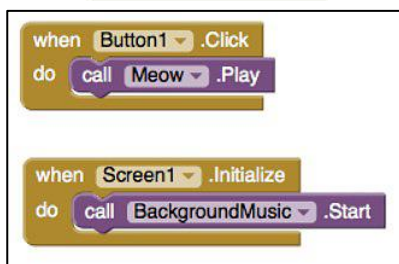 when Button1 .Click
do call Meow .Play
when Screen1 .Initialize
do call BackgroundMusic .Start